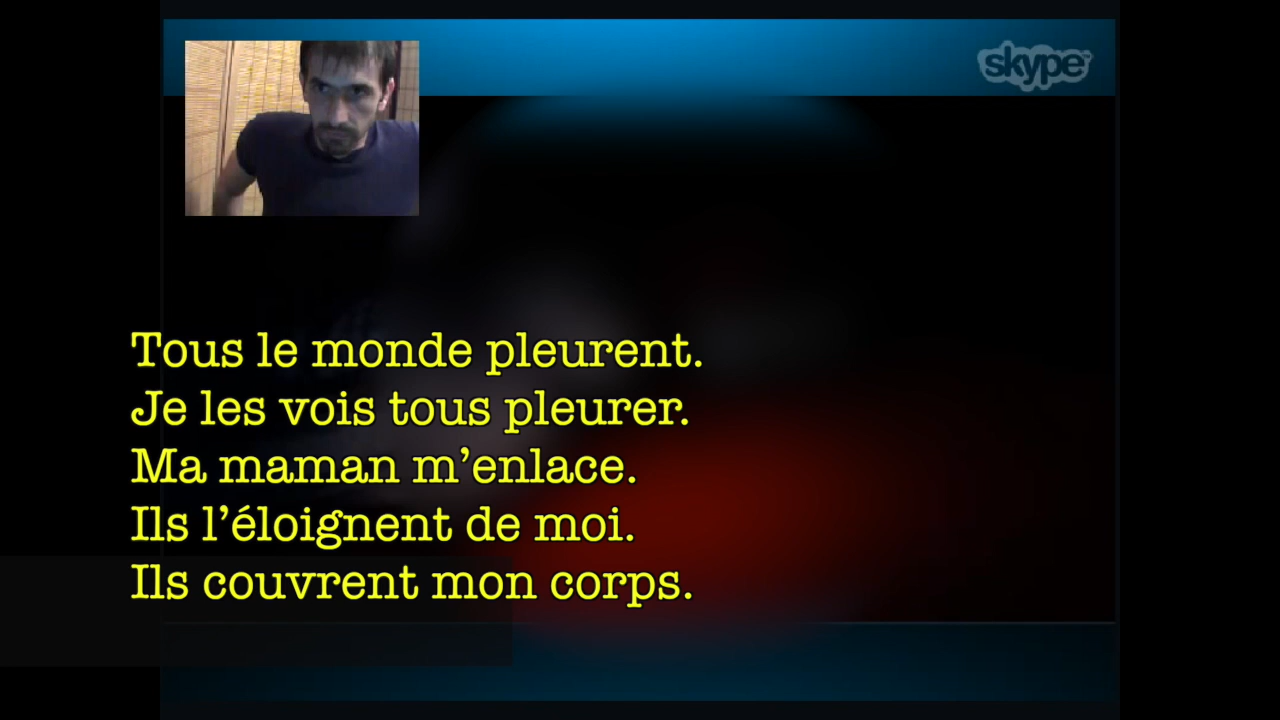 skype
Tous le monde pleurent.
Je les vois tous pleurer.
Ma maman m'enlace.
Ils l'éloignent de moi.
Ils couvrent mon corps.